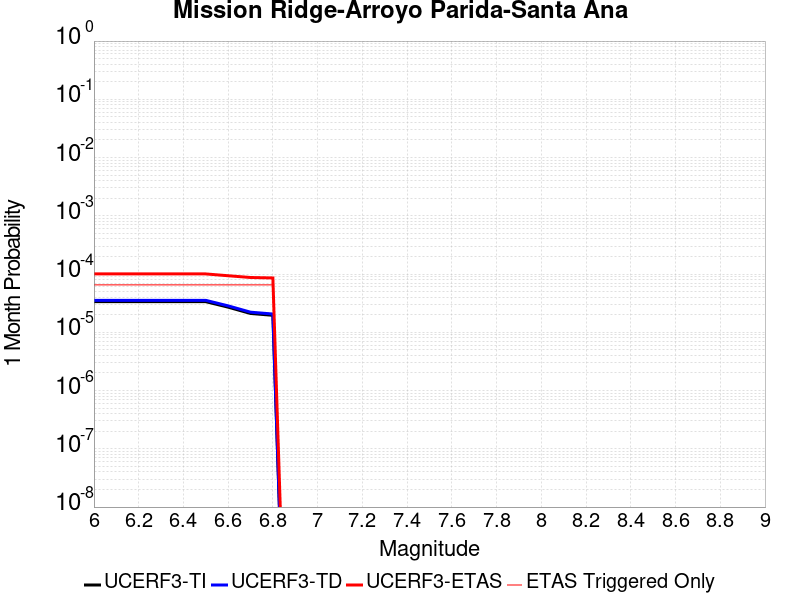 Mission Ridge-Arroyo Parida-Santa Ana
10^0
10^-1
10^-2
10^-3
10^-4
10^-5
10^-6
10^-7
10^-8
1 Month Probability
6 6.2 6.4 6.6 6.8 7 7.2 7.4 7.6 7.8 8 8.2 8.4 8.6 8.8 9
Magnitude
UCERF3-TI UCERF3-TD UCERF3-ETAS ETAS Triggered Only